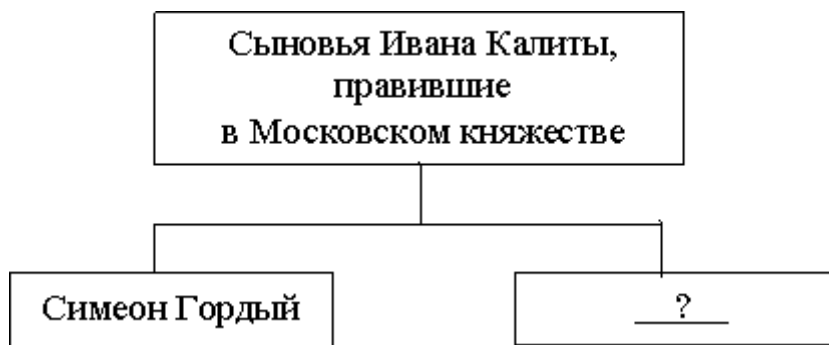 Сыновья Ивана Калиты,
правившие
в Московском княжестве
Симеон Гордый
?